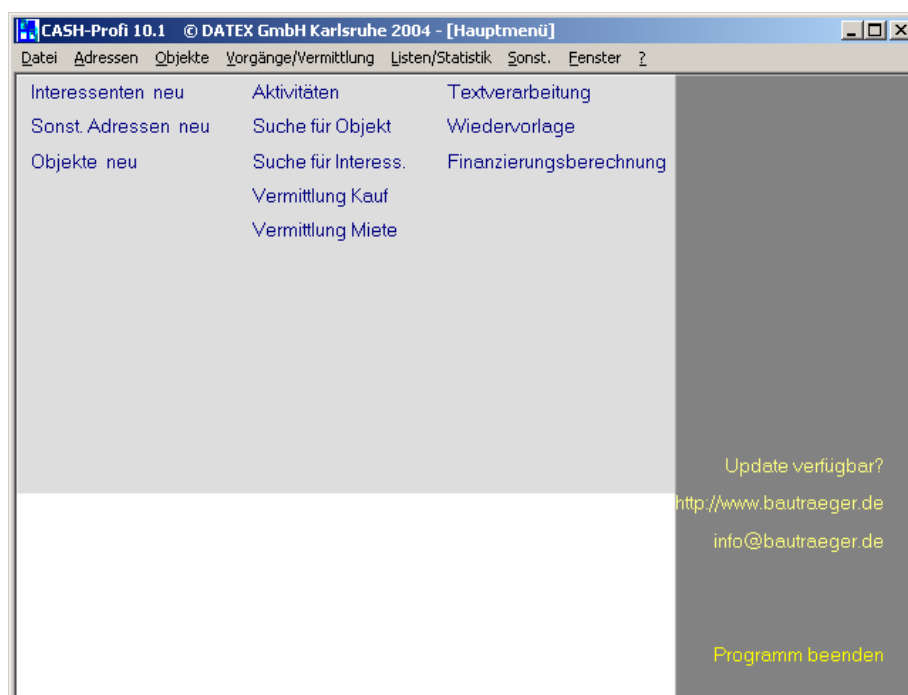 CASH-Profi 10.1 © DATEX GmbH Karlsruhe 2004 - [Hauptmenü]
Datei Adressen Objekte Vorgänge/Vermittlung Listen/Statistik Sonst. Fenster ?
Interessenten neu Aktivitäten Textverarbeitung
Sonst. Adressen neu Suche für Objekt Wiedervorlage
Objekte neu Suche für Interess. Finanzierungsberechnung
Vermittlung Kauf
Vermittlung Miete
Update verfügbar?
http://www.bautraeger.de
info@bautraeger.de
Programm beenden